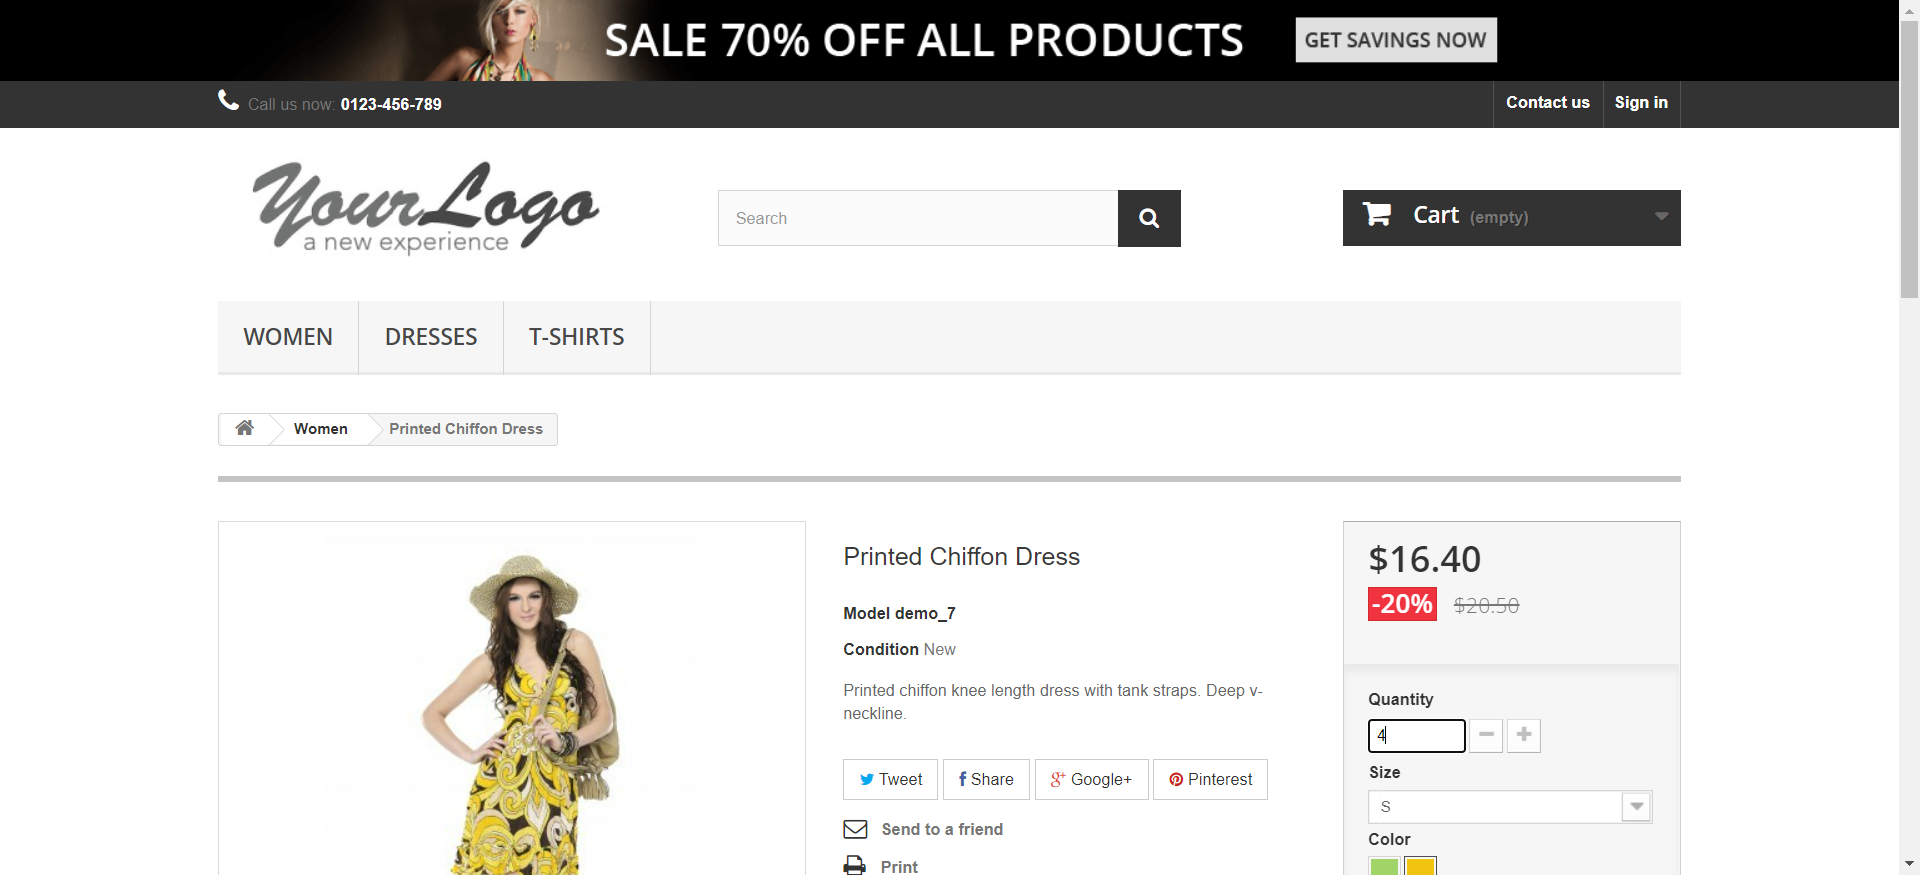 SALE 70% OFF ALL PRODUCTS
GET SAVINGS NOW
Call us now: 0123-456-789
Contact us
Sign in
Your Logo
a new experience
Search
Cart (empty)
WOMEN
DRESSES
T-SHIRTS
Women
Printed Chiffon Dress
Printed Chiffon Dress
Model demo_7
Condition New
Printed chiffon knee length dress with tank straps. Deep v-
neckline.
Tweet
Share
Google+
Pinterest
Send to a friend
Print
$16.40
-20% $20.50
Quantity
4
Size
S
Color